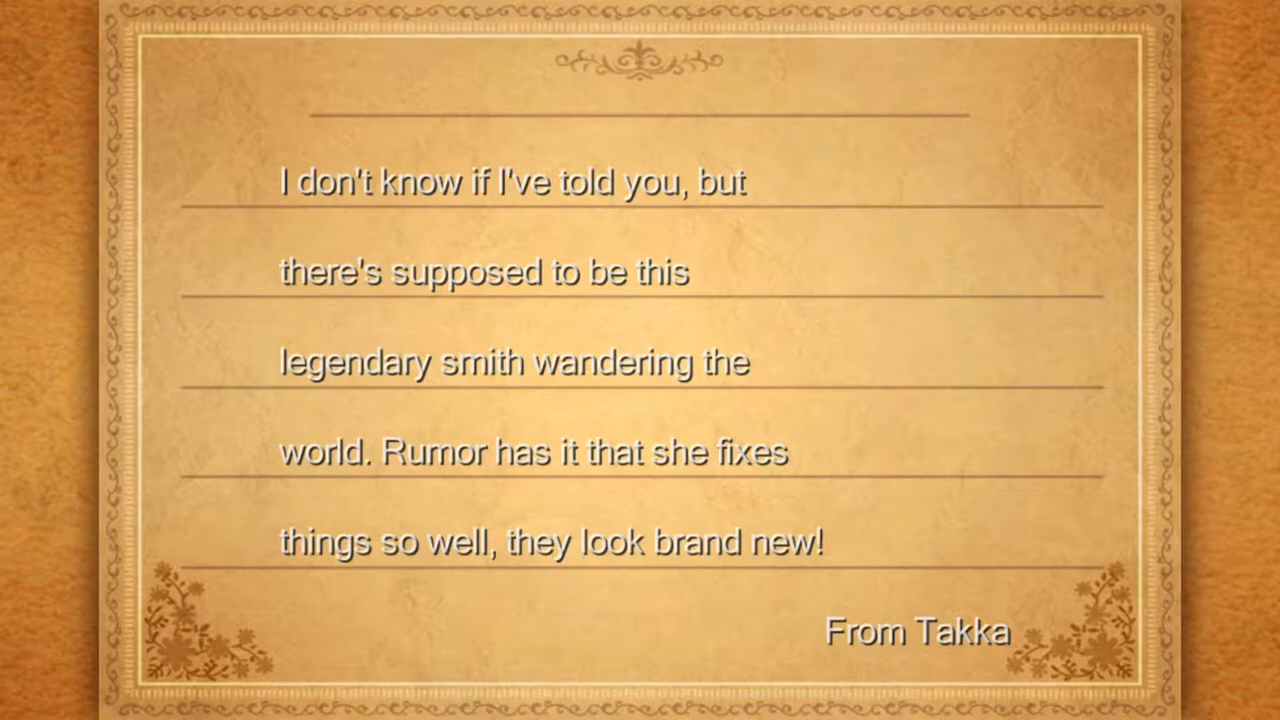 I don't know if I've told you, but
there's supposed to be this
legendary smith wandering the
world. Rumor has it that she fixes
things so well, they look brand new!
From Takka